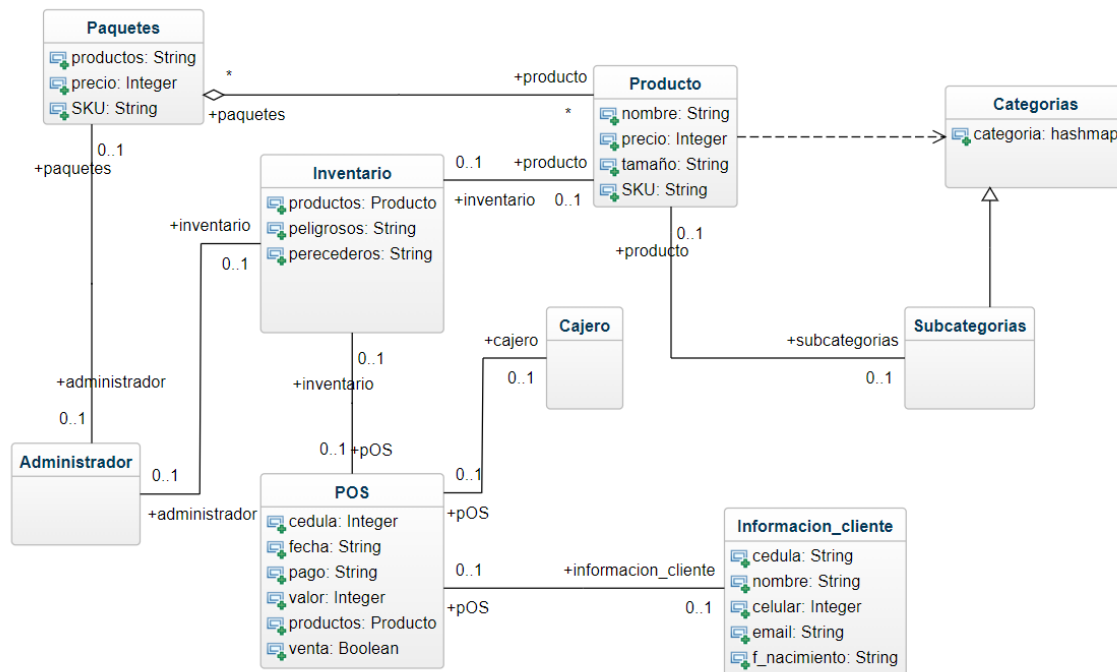 Paquetes
productos: String
precio: Integer
SKU: String
*
+paquetes
+producto
*
Producto
nombre: String
precio: Integer
tamaño: String
SKU: String
Categorias
categoria: hashmap
0..1
+paquetes
Inventario
productos: Producto
peligrosos: String
perecederos: String
0..1
+producto
+inventario
0..1
+inventario
0..1
0..1
+producto
Cajero
+cajero
0..1
Subcategorias
+subcategorias
0..1
0..1
+inventario
+administrador
0..1
Administrador
0..1
+administrador
0..1
+pOS
POS
cedula: Integer
fecha: String
pago: String
valor: Integer
productos: Producto
venta: Boolean
0..1
+pOS
0..1
+pOS
+informacion_cliente
0..1
Informacion_cliente
cedula: String
nombre: String
celular: Integer
email: String
f_nacimiento: String